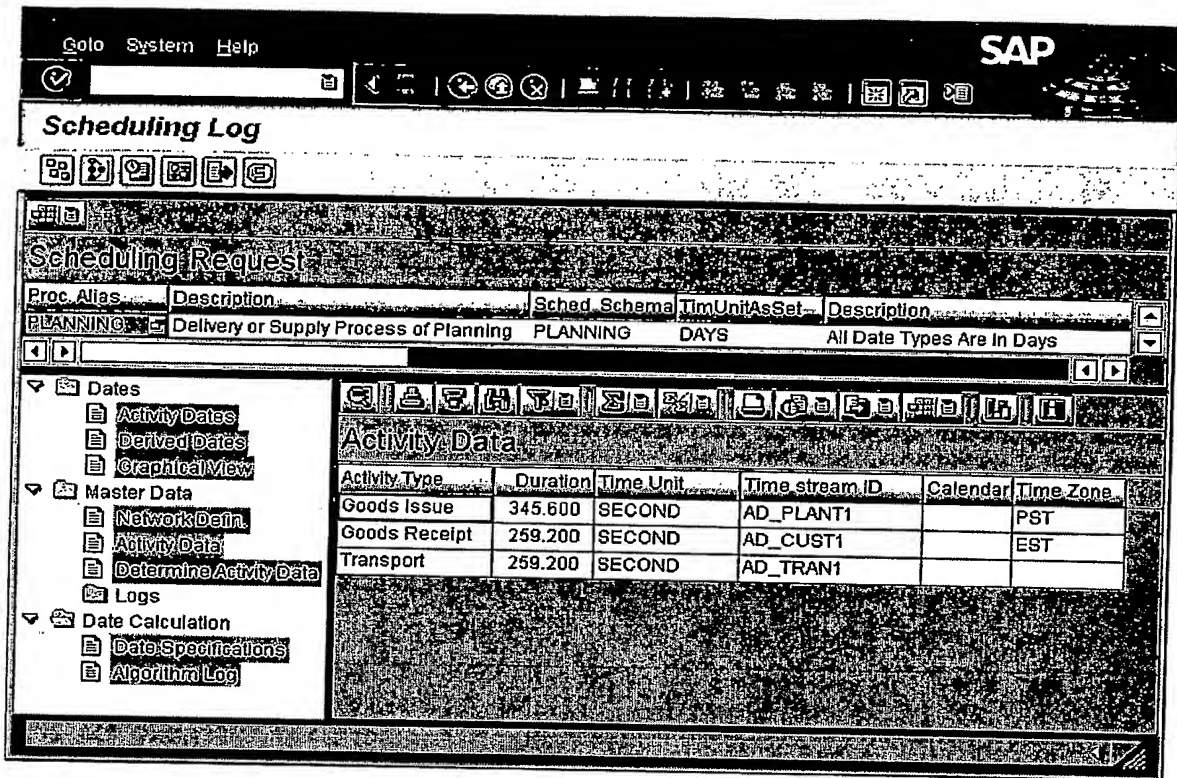 Goto System Help
SAP
Scheduling Log
Scheduling Request
Proc. Alias Description Sched. Schema TimUnitAsSet Description
PLANNING Delivery or Supply Process of Planning PLANNING DAYS All Date Types Are In Days
Dates
Activity Dates
Derived Dates
Graphical View
Master Data
Network Defin.
Activity Data
Determine Activity Data
Logs
Date Calculation
Date Specifications
Algorithm Log
Activity Data
Activity Type Duration Time Unit Time stream ID Calendar Time Zone
Goods Issue 345.600 SECOND AD_PLANT1 PST
Goods Receipt 259.200 SECOND AD_CUST1 EST
Transport 259.200 SECOND AD_TRAN1